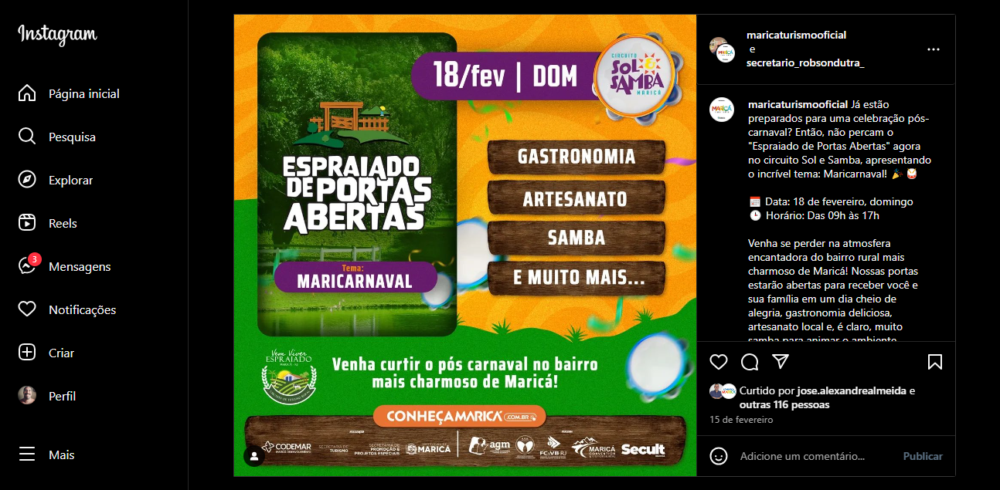 Instagram
Página inicial
Pesquisa
Explorar
Reels
3
Mensagens
Notificações
Criar
Perfil
Mais
18/fev | DOM
CIRCUITO
SOL
SAMBA
MARICÁ
ESPRAIADO
DE PORTAS
ABERTAS
Tema:
MARICARNAVAL
GASTRONOMIA
ARTESANATO
SAMBA
E MUITO MAIS...
Vem Viver
ESPRAIADO
Venha curtir o pós carnaval no bairro
mais charmoso de Maricá!
CONHEÇAMARICÁ .COM.BR
CODEMAR
SECRETARIA DE
TURISMO
SECRETARIA DE
PROMOÇÃO E
PROJETOS ESPECIAIS
MARICÁ
agm
FC&VB-RJ
MARICÁ
Secult
maricaturismooficial
e
secretario_robsondutra_
maricaturismooficial Já estão
preparados para uma celebração pós-
carnaval? Então, não percam o
"Espraiado de Portas Abertas" agora
no circuito Sol e Samba, apresentando
o incrível tema: Maricarnaval! 🎉 🥁
📅 Data: 18 de fevereiro, domingo
🕒 Horário: Das 09h às 17h
Venha se perder na atmosfera
encantadora do bairro rural mais
charmoso de Maricá! Nossas portas
estarão abertas para receber você e
sua família em um dia cheio de
alegria, gastronomia deliciosa,
artesanato local e, é claro, muito
samba para animar o ambiente
Curtido por jose.alexandrealmeida e
outras 116 pessoas
15 de fevereiro
Adicione um comentário...
Publicar